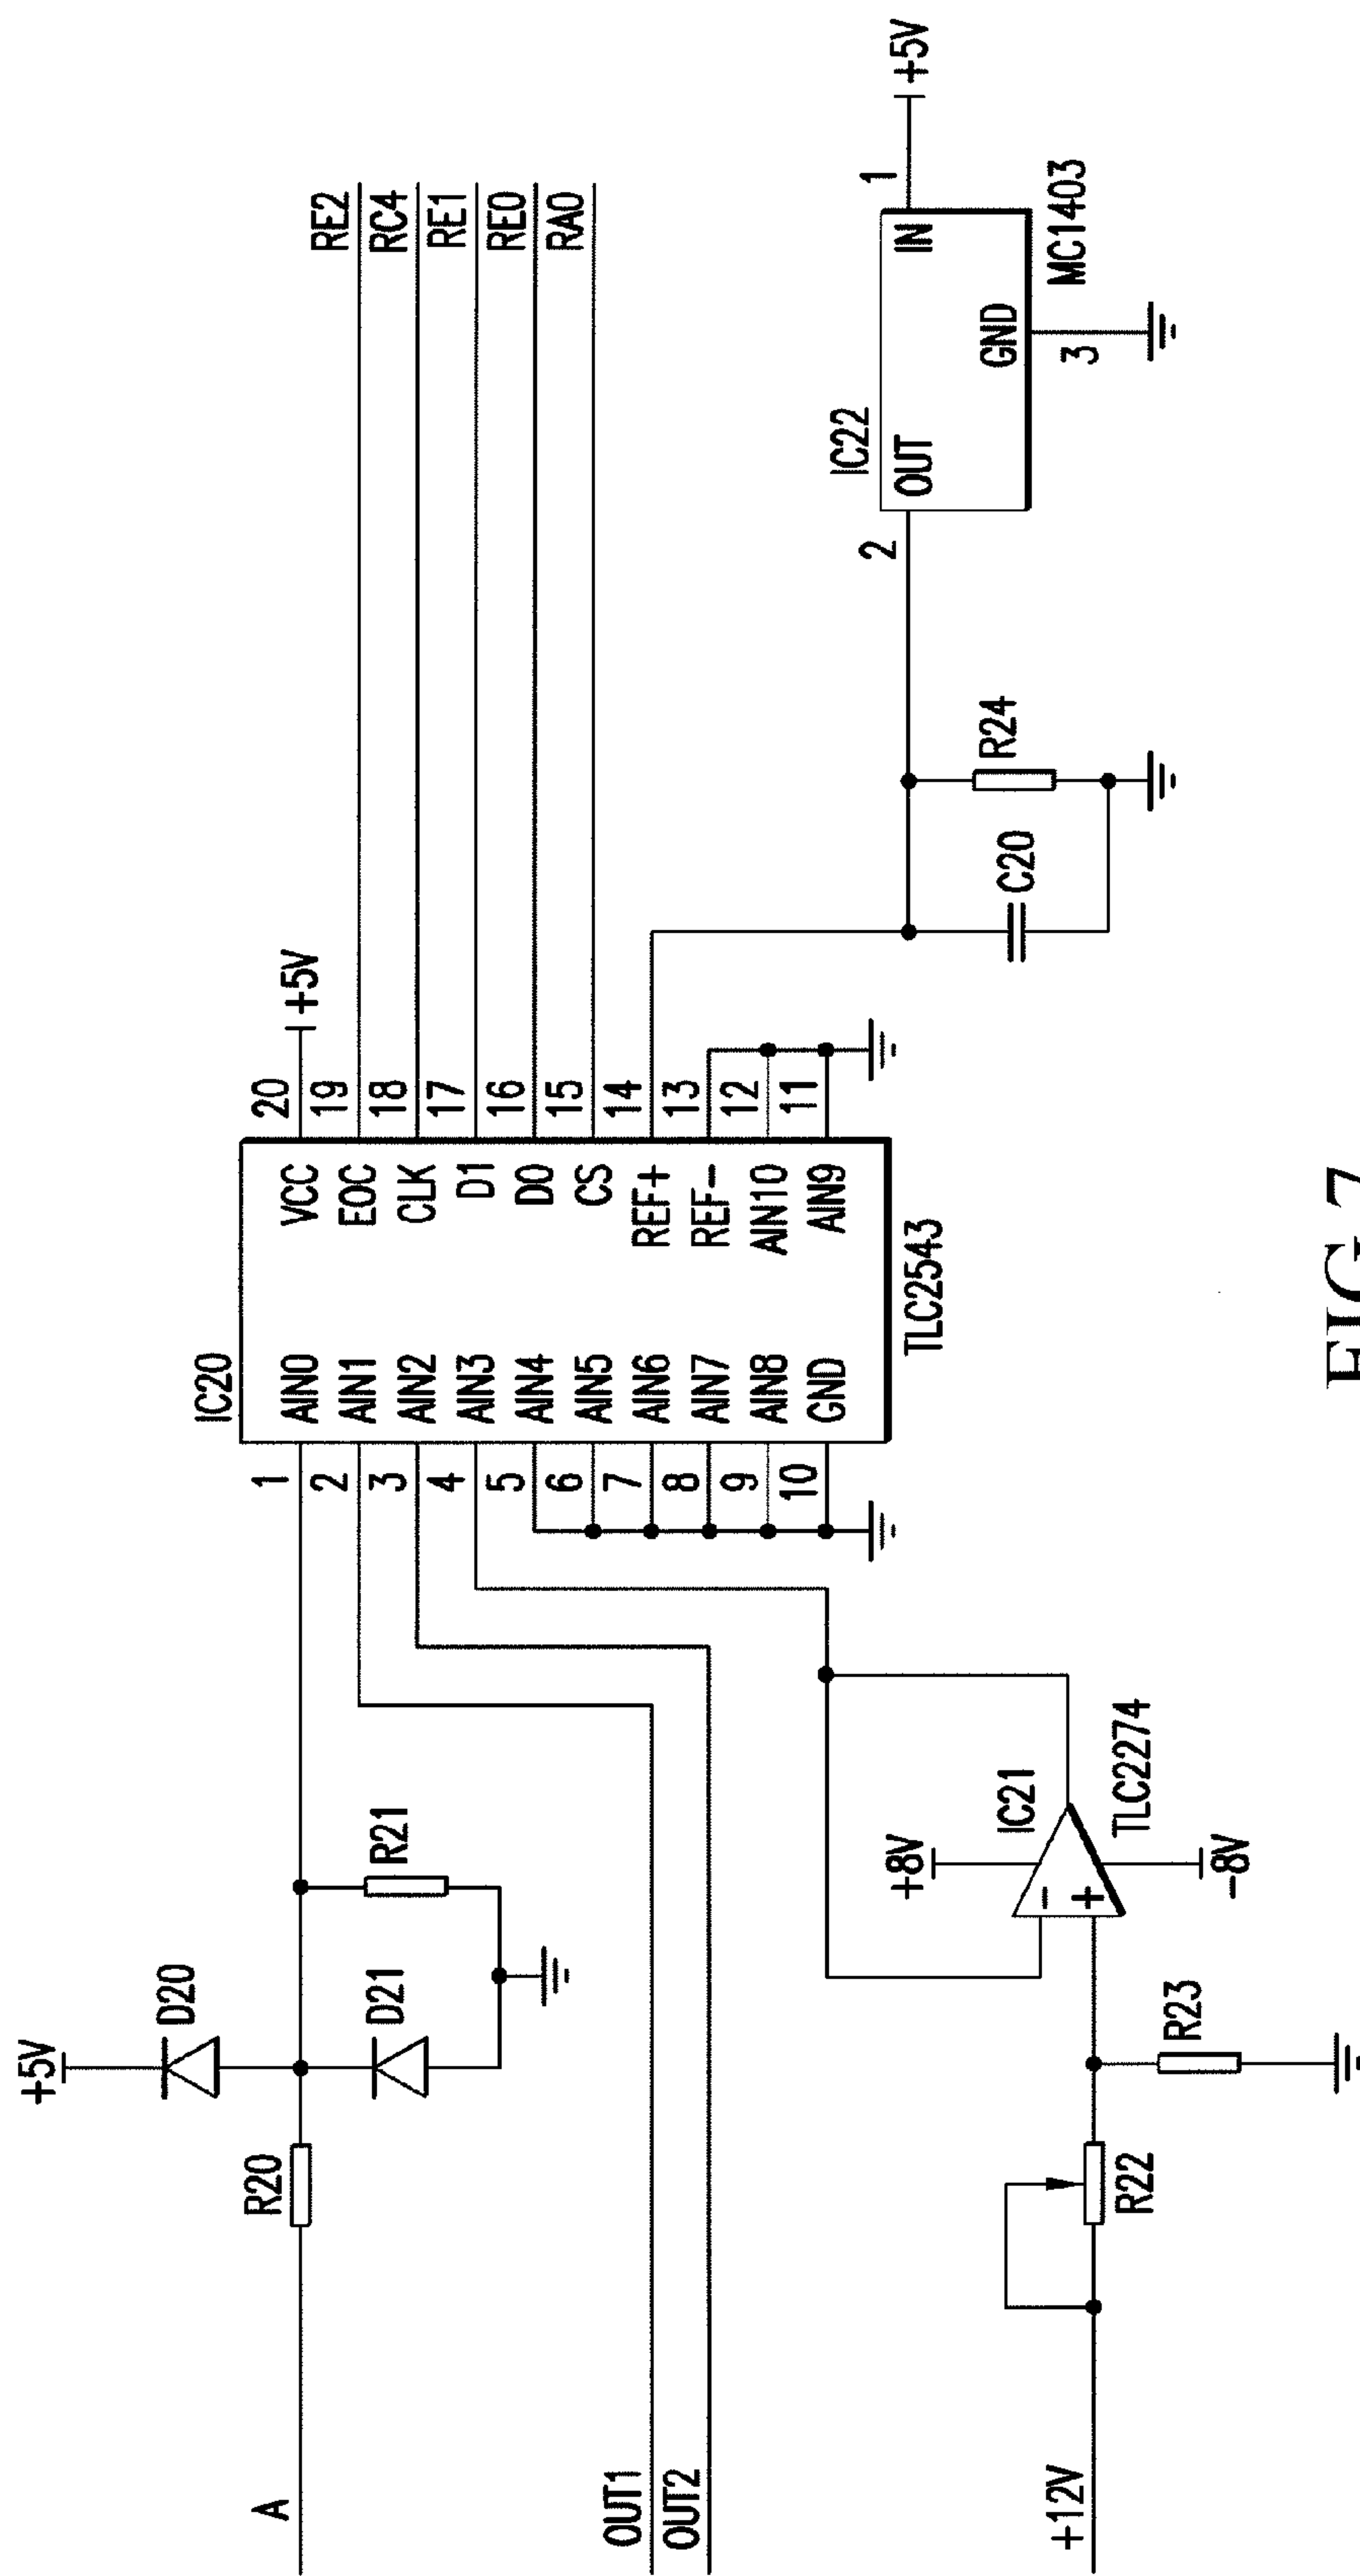 +5V
D20
R20
D21
R21
A
OUT1
OUT2
+12V
R22
R23
+8V
-8V
IC21
TLC2274
- 
+
IC20
1 AIN0
2 AIN1
3 AIN2
4 AIN3
5 AIN4
6 AIN5
7 AIN6
8 AIN7
9 AIN8
10 GND
VCC 20 +5V
EOC 19 RE2
CLK 18 RC4
D1 17 RE1
D0 16 RE0
CS 15 RA0
REF+ 14
REF- 13
AIN10 12
AIN9 11
TLC2543
C20
R24
IC22
2 OUT
IN 1 +5V
GND
3
MC1403
FIG 7